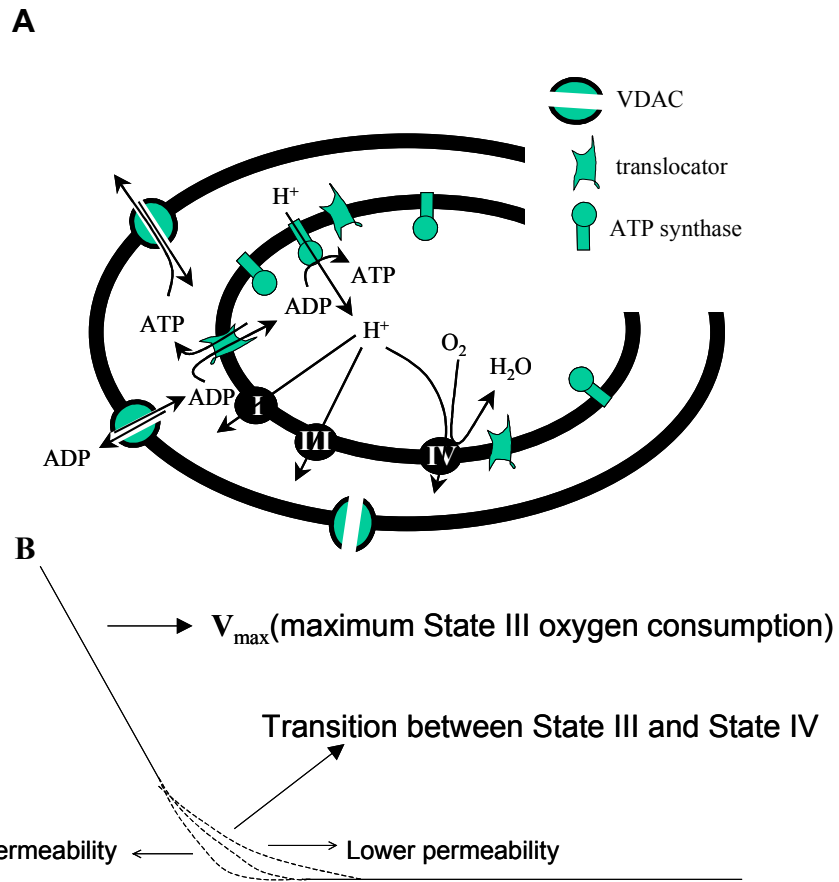 A
VDAC
translocator
ATP synthase
H⁺
ATP
ADP
ATP
H⁺
O₂
H₂O
ADP
I
III
IV
ADP
B
Vmax(maximum State III oxygen consumption)
Transition between State III and State IV
ermeability
Lower permeability